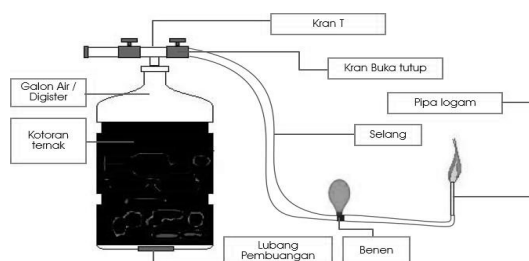 Kran T
Kran Buka tutup
Galon Air /
Digister
Pipa logam
Kotoran
ternak
Selang
Lubang
Pembuangan
Benen